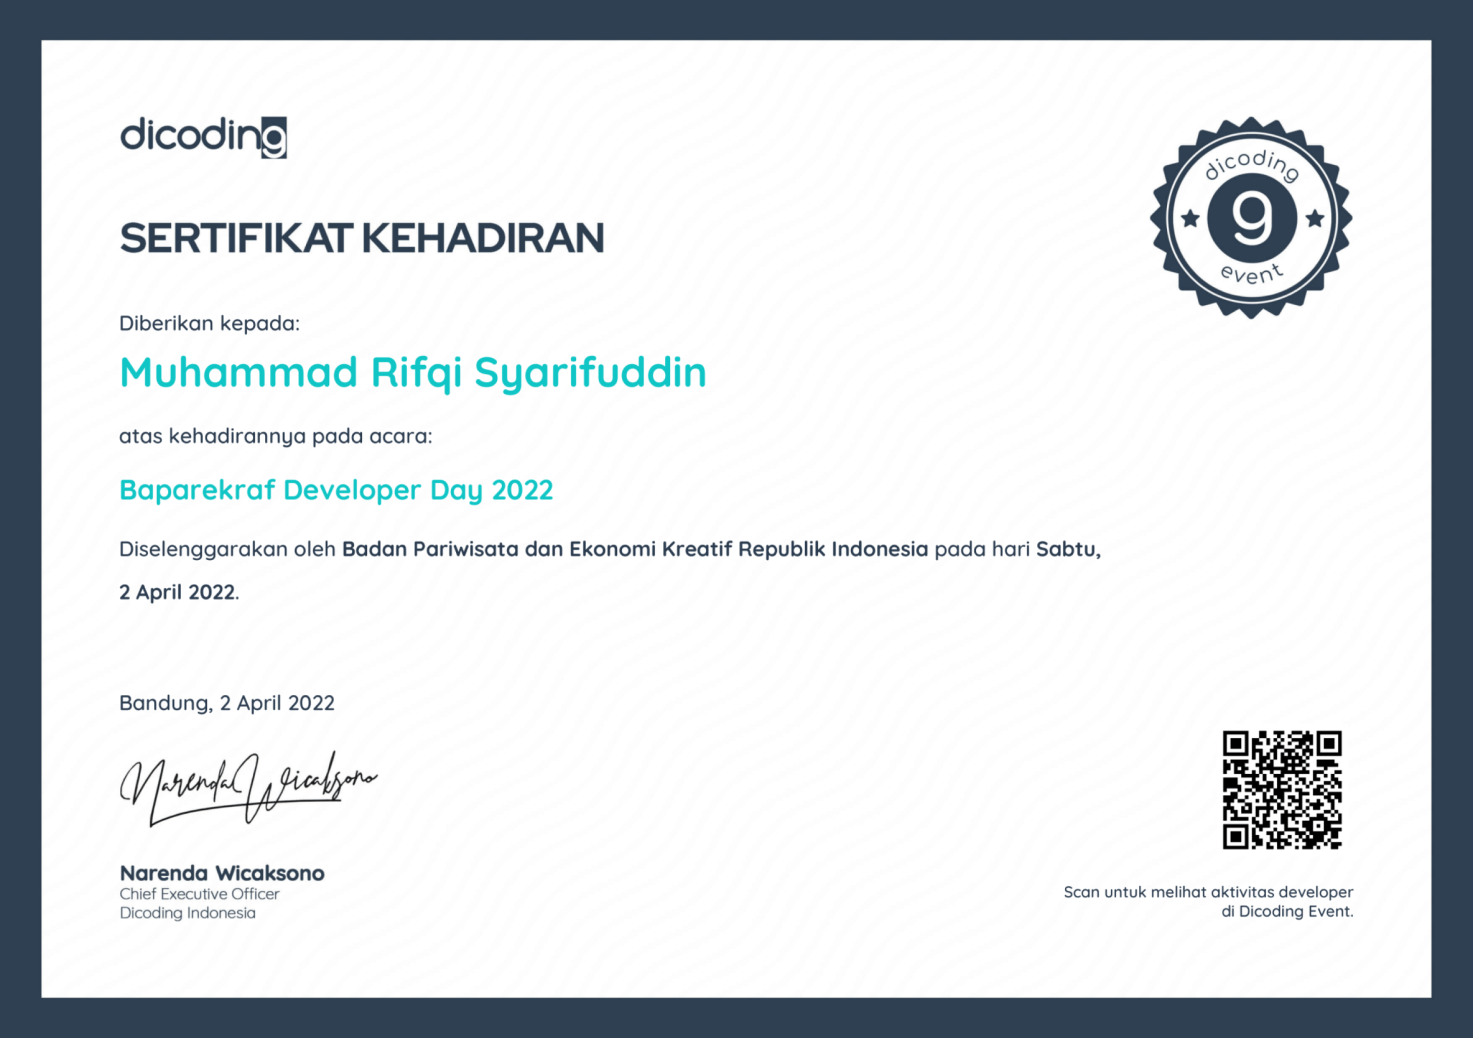 dicoding
dicoding
g
event
SERTIFIKAT KEHADIRAN
Diberikan kepada:
Muhammad Rifqi Syarifuddin
atas kehadirannya pada acara:
Baparekraf Developer Day 2022
Diselenggarakan oleh Badan Pariwisata dan Ekonomi Kreatif Republik Indonesia pada hari Sabtu,
2 April 2022.
Bandung, 2 April 2022
Narenda Wicaksono
Narenda Wicaksono
Chief Executive Officer
Dicoding Indonesia
Scan untuk melihat aktivitas developer
di Dicoding Event.